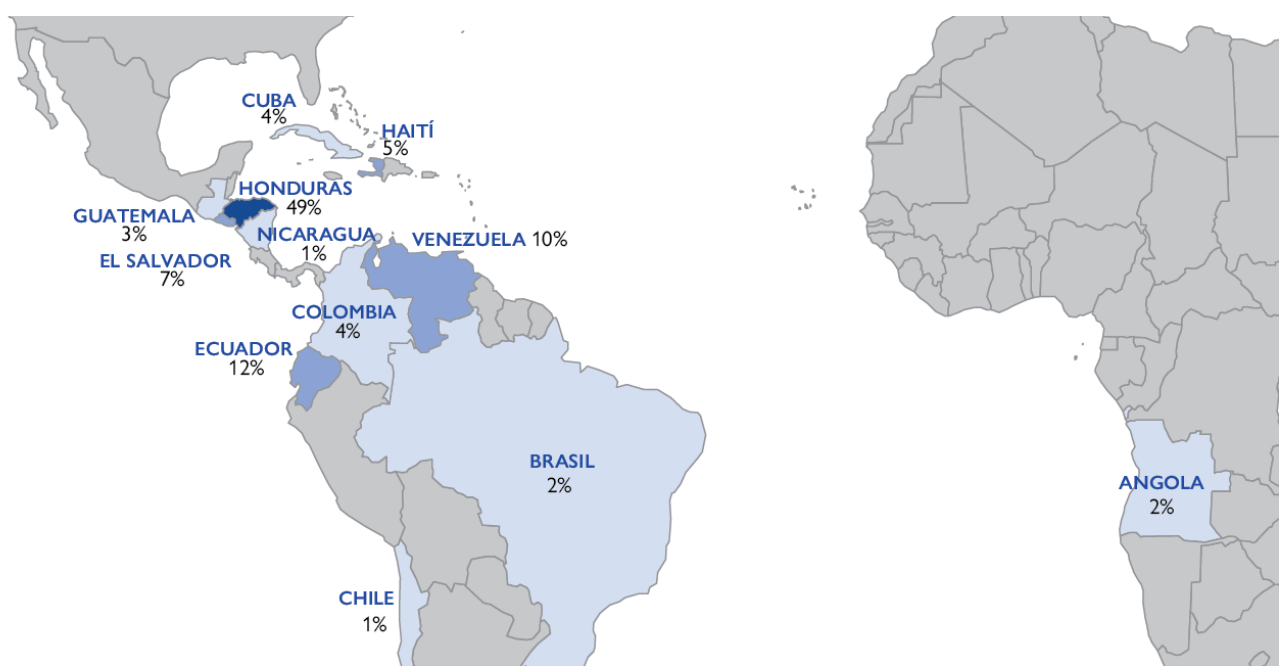 CUBA
4%
HAITÍ
5%
HONDURAS
49%
GUATEMALA
3%
NICARAGUA
1%
VENEZUELA 10%
EL SALVADOR
7%
COLOMBIA
4%
ECUADOR
12%
BRASIL
2%
ANGOLA
2%
CHILE
1%